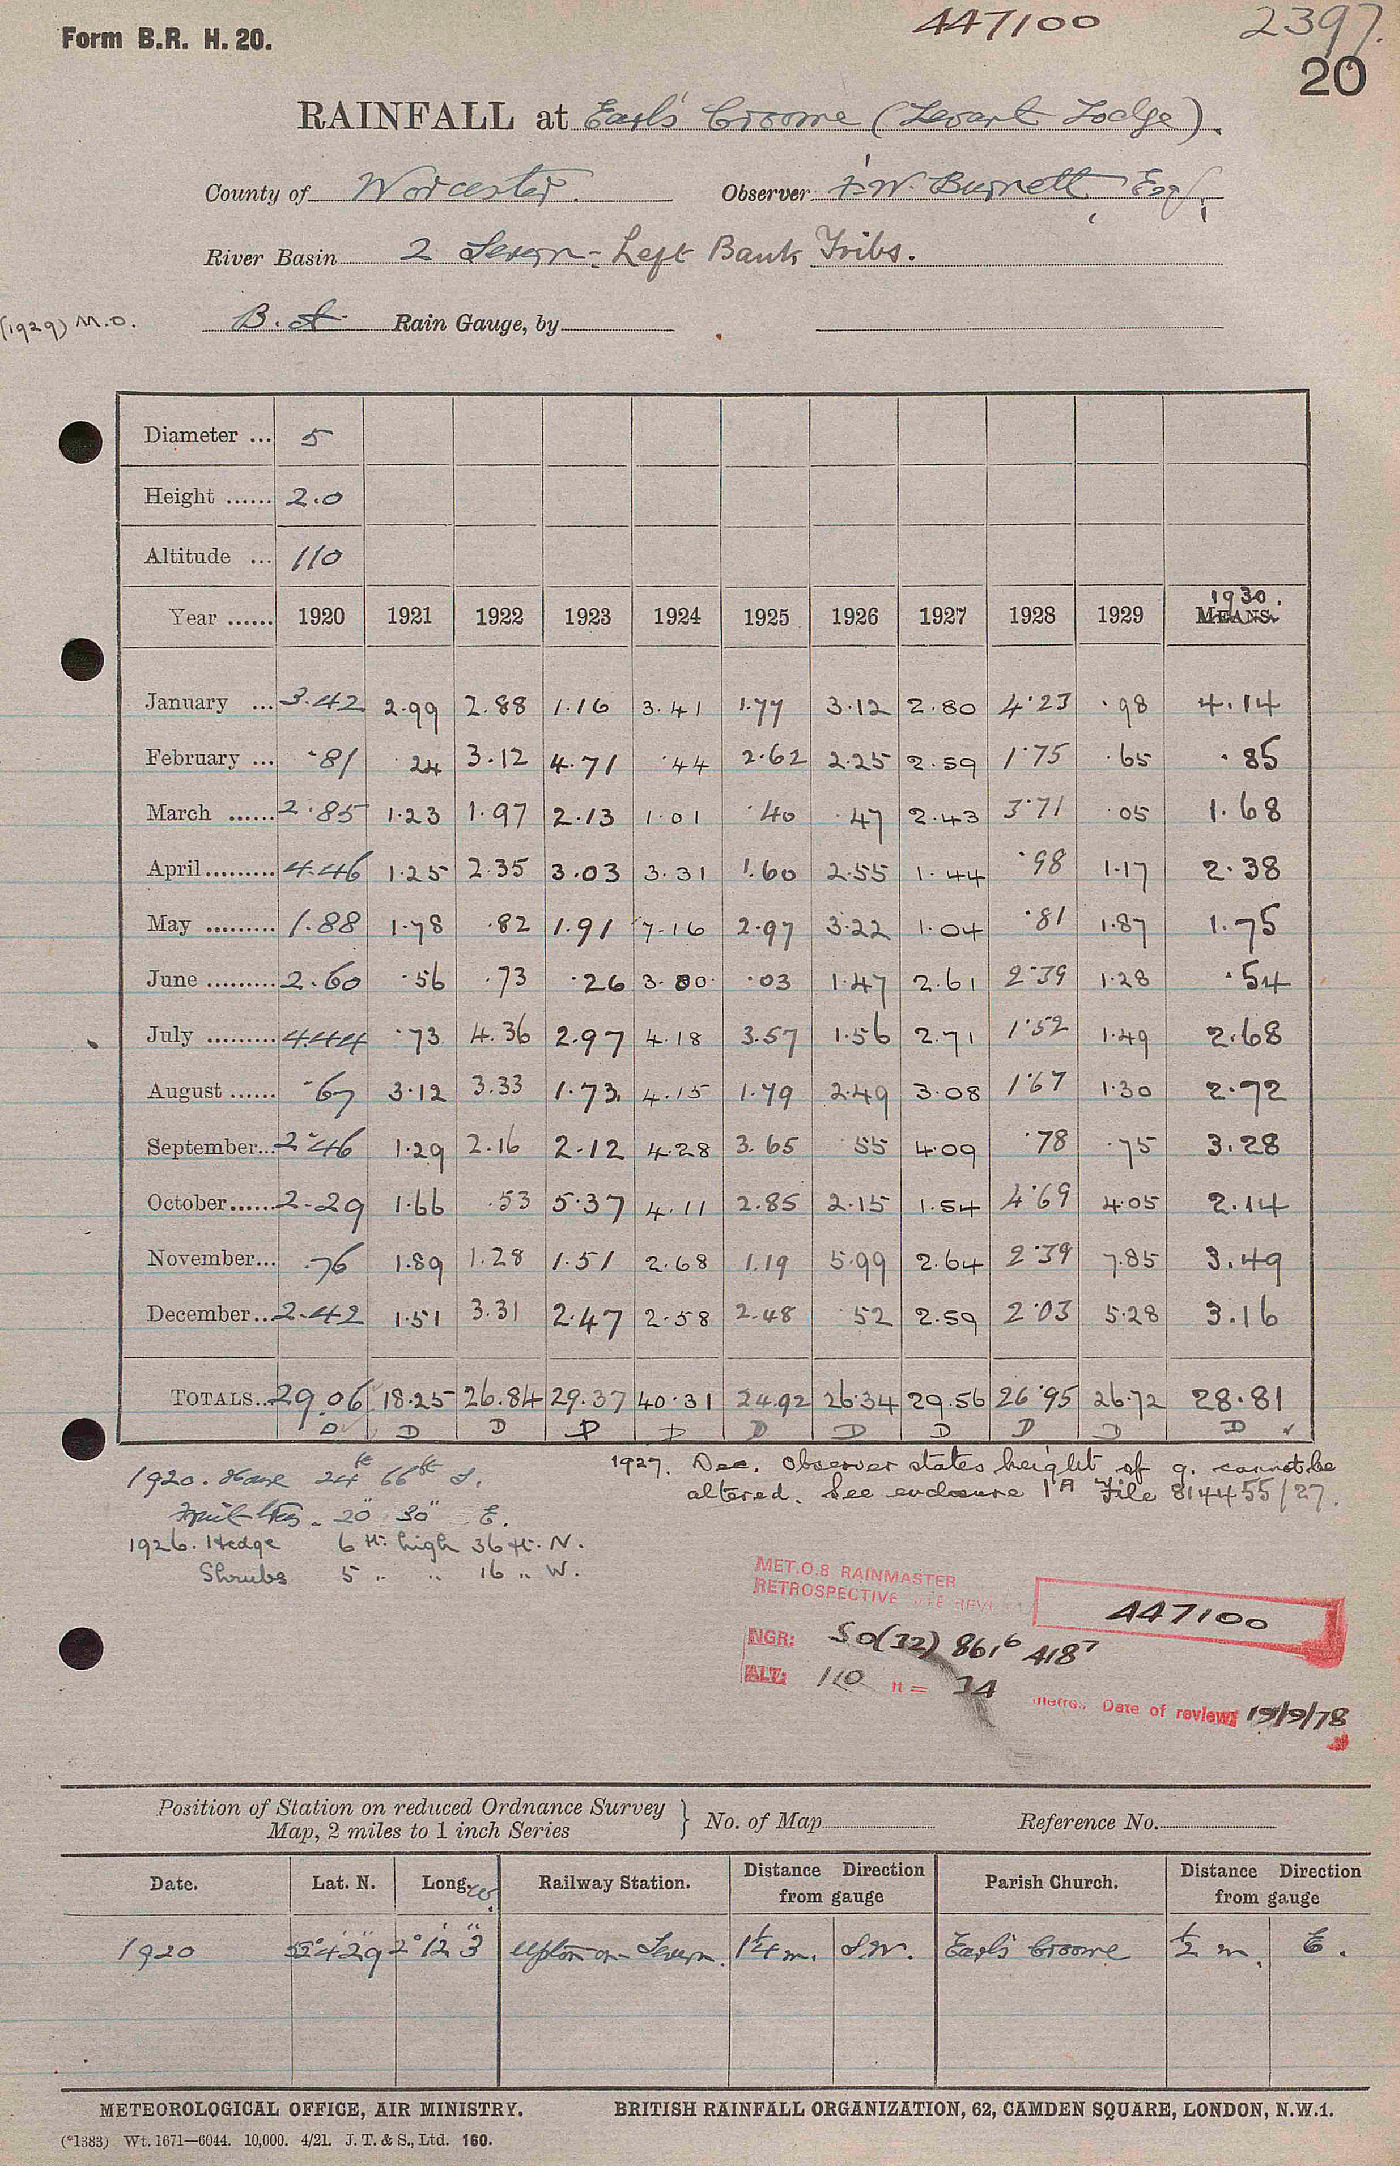 Form B.R. H. 20.
447100
2397.
20
RAINFALL at Earl's Croome (Levant Lodge).
County of Worcester. Observer F.W. Burnett, Esq,
River Basin 2 Severn - Left Bank Tribs.
(1929) M.O. B. & Rain Gauge, by
Diameter ... 5
Height ...... 2.0
Altitude ... 110
Year ...... 1920 1921 1922 1923 1924 1925 1926 1927 1928 1929 1930. MEANS.
January ... 3.42 2.99 2.88 1.16 3.41 1.77 3.12 2.80 4.23 .98 4.14
February ... .81 .24 3.12 4.71 .44 2.62 2.25 2.59 1.75 .65 .85
March ...... 2.85 1.23 1.97 2.13 1.01 .40 .47 2.43 3.71 .05 1.68
April ......... 4.46 1.25 2.35 3.03 3.31 1.60 2.55 1.44 .98 1.17 2.38
May ......... 1.88 1.78 .82 1.91 7.16 2.97 3.22 1.04 .81 1.87 1.75
June ......... 2.60 .56 .73 .26 3.00 .03 1.47 2.61 2.39 1.28 .54
July ......... 4.44 .73 4.36 2.97 4.18 3.57 1.56 2.71 1.52 1.49 2.68
August ...... .67 3.12 3.33 1.73 4.15 1.79 2.49 3.08 1.67 1.30 2.72
September... 2.46 1.29 2.16 2.12 4.28 3.65 .55 4.09 .78 .75 3.28
October...... 2.29 1.66 .53 5.37 4.11 2.85 2.15 1.54 4.69 4.05 2.14
November... .76 1.89 1.28 1.51 2.68 1.19 5.99 2.64 2.39 7.85 3.49
December... 2.42 1.51 3.31 2.47 2.58 2.48 .52 2.59 2.03 5.28 3.16
TOTALS... 29.06 18.25 26.84 29.37 40.31 24.92 26.34 29.56 26.95 26.72 28.81
D D D D D D D D D D D
1920. House 24ft 66ft S.
Fruit trees 20" 30" E.
1926. Hedge 6 ft. high 36 ft. N.
Shrubs 5 " " 16 " W.
1927. Dec. Observer states height of g. cannot be
altered. See enclosure 1A File 814455/27.
MET.O.8 RAINMASTER
RETROSPECTIVE SITE REVIEW
447100
NGR: SO(32) 861⁶ 418⁷
ALT: 110 ft = 34 metres. Date of review: 19/9/78
Position of Station on reduced Ordnance Survey
Map, 2 miles to 1 inch Series } No. of Map Reference No.
Date. Lat. N. Long. W. Railway Station. Distance Direction from gauge Parish Church. Distance Direction from gauge
1920 52° 4' 29" 2° 12' 3" Upton-on-Severn. 1¼ m. S.W. Earl's Croome ½ m. E.
METEOROLOGICAL OFFICE, AIR MINISTRY. BRITISH RAINFALL ORGANIZATION, 62, CAMDEN SQUARE, LONDON, N.W.1.
(*1383) Wt. 1671—6044. 10,000. 4/21. J. T. & S., Ltd. 160.